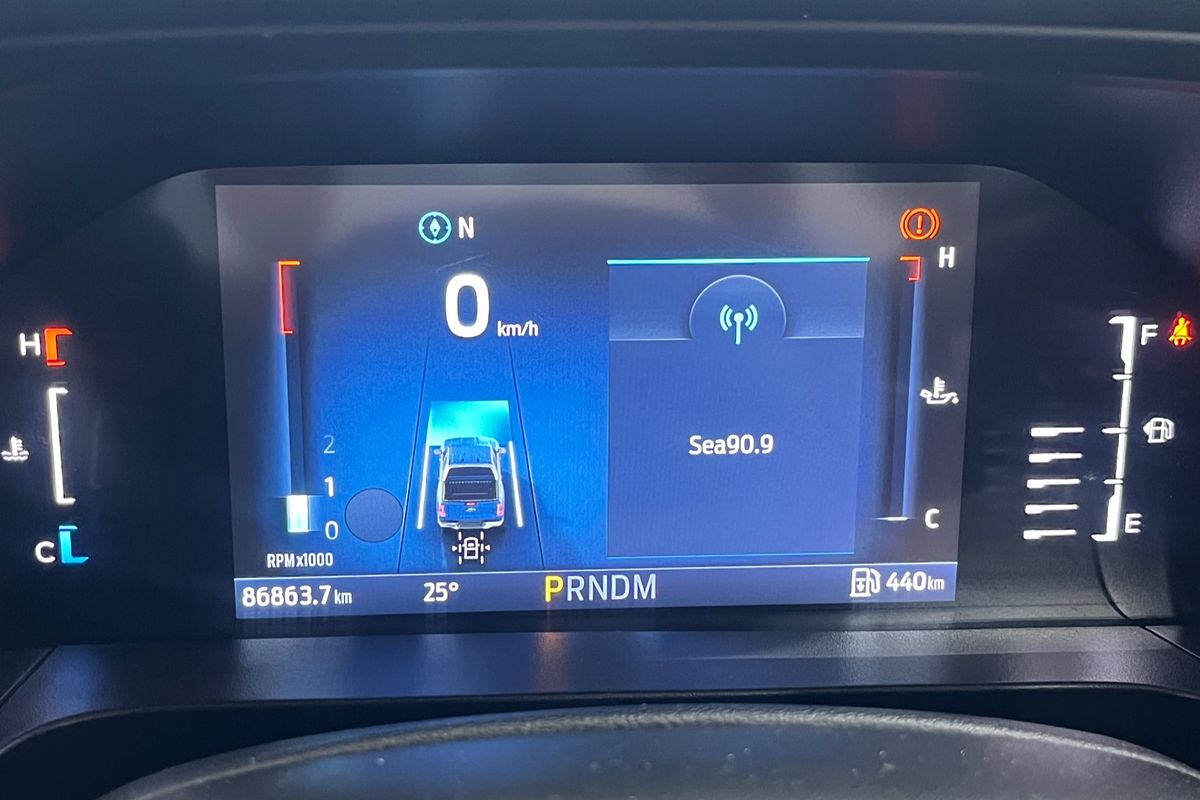 N
H
0 km/h
H
F
H
2
Sea90.9
1
0
C
E
C
RPMx1000
86863.7 km
25°
PRNDM
440km